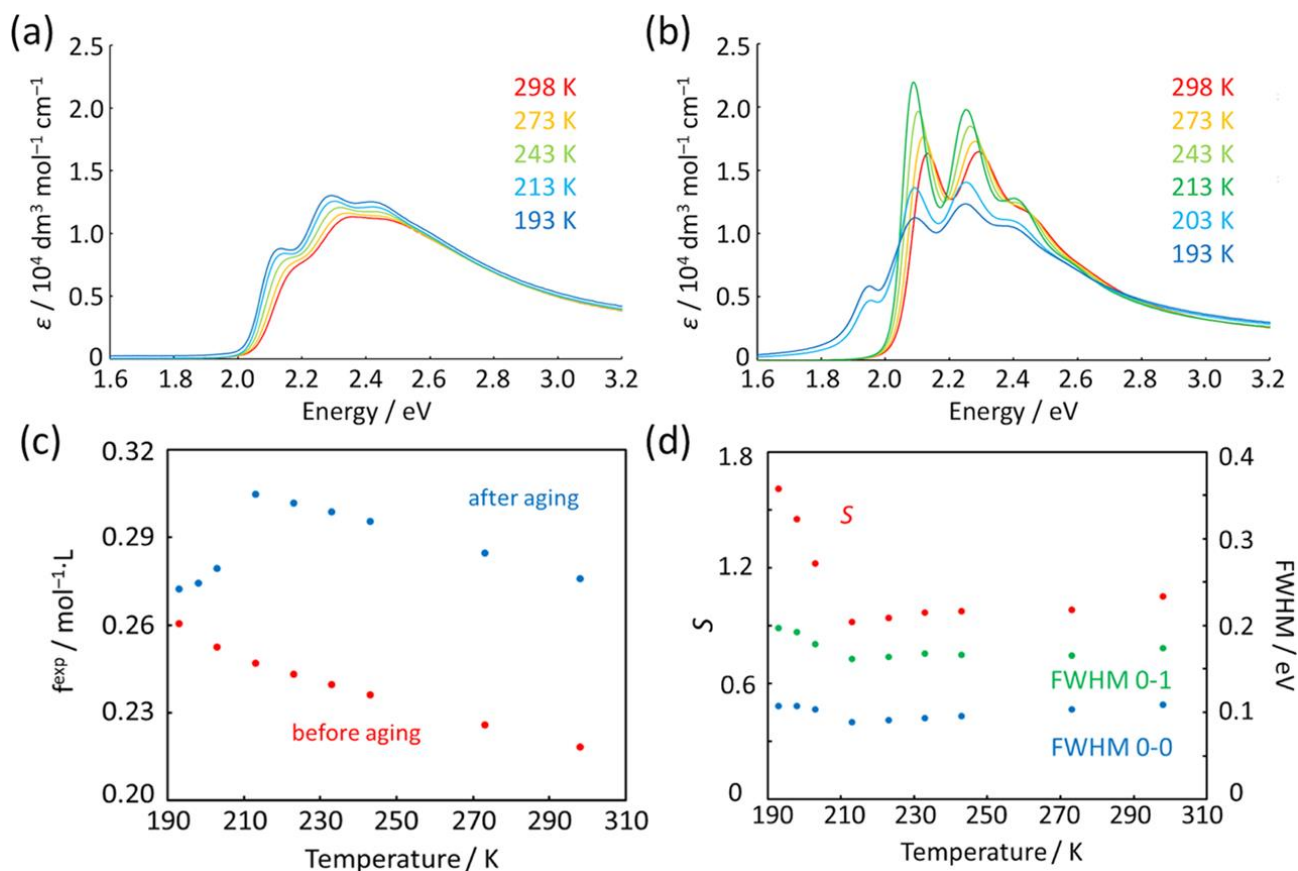 (a)
2.5
2.0
1.5
1.0
0.5
0
ε / 10⁴ dm³ mol⁻¹ cm⁻¹
298 K
273 K
243 K
213 K
193 K
1.6 1.8 2.0 2.2 2.4 2.6 2.8 3.0 3.2
Energy / eV
(b)
2.5
2.0
1.5
1.0
0.5
0
ε / 10⁴ dm³ mol⁻¹ cm⁻¹
298 K
273 K
243 K
213 K
203 K
193 K
1.6 1.8 2.0 2.2 2.4 2.6 2.8 3.0 3.2
Energy / eV
(c)
0.32
0.29
0.26
0.23
0.20
f^exp / mol⁻¹·L
after aging
before aging
190 210 230 250 270 290 310
Temperature / K
(d)
1.8
1.2
0.6
0
S
S
FWHM 0-1
FWHM 0-0
0.4
0.3
0.2
0.1
0
FWHM / eV
190 210 230 250 270 290 310
Temperature / K